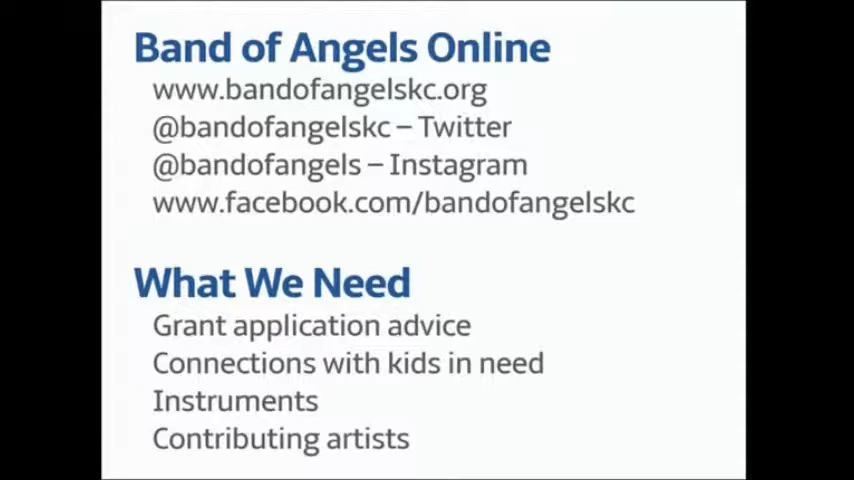 Band of Angels Online
www.bandofangelskc.org
@bandofangelskc – Twitter
@bandofangels – Instagram
www.facebook.com/bandofangelskc
What We Need
Grant application advice
Connections with kids in need
Instruments
Contributing artists